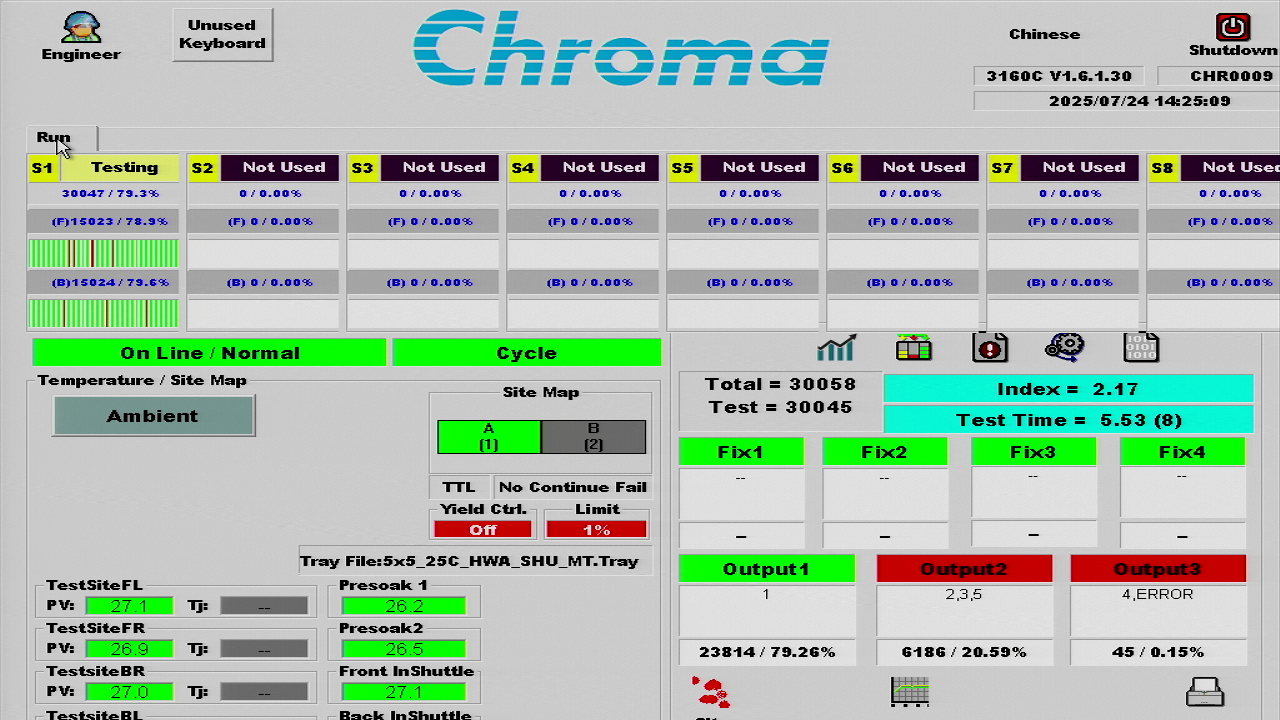 Engineer
Unused
Keyboard
Chroma
Chinese
Shutdown
3160C V1.6.1.30
CHR0009
2025/07/24 14:25:09
Run
S1 Testing
S2 Not Used
S3 Not Used
S4 Not Used
S5 Not Used
S6 Not Used
S7 Not Used
S8 Not Us
30047 / 79.3%
0 / 0.00%
0 / 0.00%
0 / 0.00%
0 / 0.00%
0 / 0.00%
0 / 0.00%
0 / 0.00%
(F)15023 / 78.9%
(F) 0 / 0.00%
(F) 0 / 0.00%
(F) 0 / 0.00%
(F) 0 / 0.00%
(F) 0 / 0.00%
(F) 0 / 0.00%
(F) 0 / 0.00%
(B)15024 / 79.6%
(B) 0 / 0.00%
(B) 0 / 0.00%
(B) 0 / 0.00%
(B) 0 / 0.00%
(B) 0 / 0.00%
(B) 0 / 0.00%
(B) 0 / 0.00%
On Line / Normal
Cycle
Temperature / Site Map
Ambient
Site Map
A
(1)
B
(2)
TTL
No Continue Fail
Yield Ctrl.
Off
Limit
1%
Tray File:5x5_25C_HWA_SHU_MT.Tray
TestSiteFL
PV: 27.1 Tj: --
TestSiteFR
PV: 26.9 Tj: --
TestsiteBR
PV: 27.0 Tj: --
TestsiteBL
Presoak 1
26.2
Presoak2
26.5
Front InShuttle
27.1
Back InShuttle
Total = 30058
Test = 30045
Index = 2.17
Test Time = 5.53 (8)
Fix1
Fix2
Fix3
Fix4
--
--
--
--
--
--
--
--
Output1
Output2
Output3
1
2,3,5
4,ERROR
23814 / 79.26%
6186 / 20.59%
45 / 0.15%